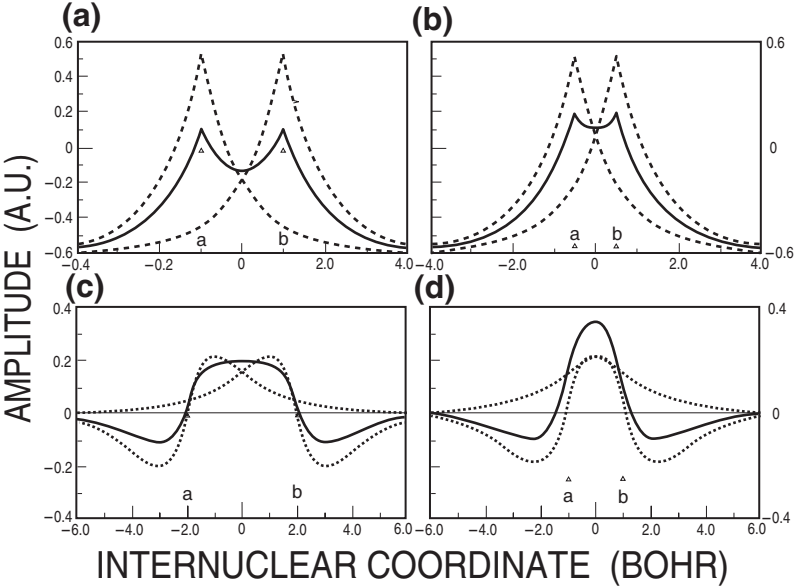 (a) (b)
0.6 0.6
0.4
0.2
0 0
−0.2
−0.4
a b
−0.6 −0.6
−0.4 −2.0 0 2.0 4.0 −4.0 −2.0 0 2.0 4.0
(c) (d)
0.4 0.4
0.2
0 0
−0.2
a b a b
−0.4 −0.4
−6.0 −4.0 −2.0 0 2.0 4.0 6.0 −6.0 −4.0 −2.0 0 2.0 4.0 6.0
AMPLITUDE (A.U.)
INTERNUCLEAR COORDINATE (BOHR)